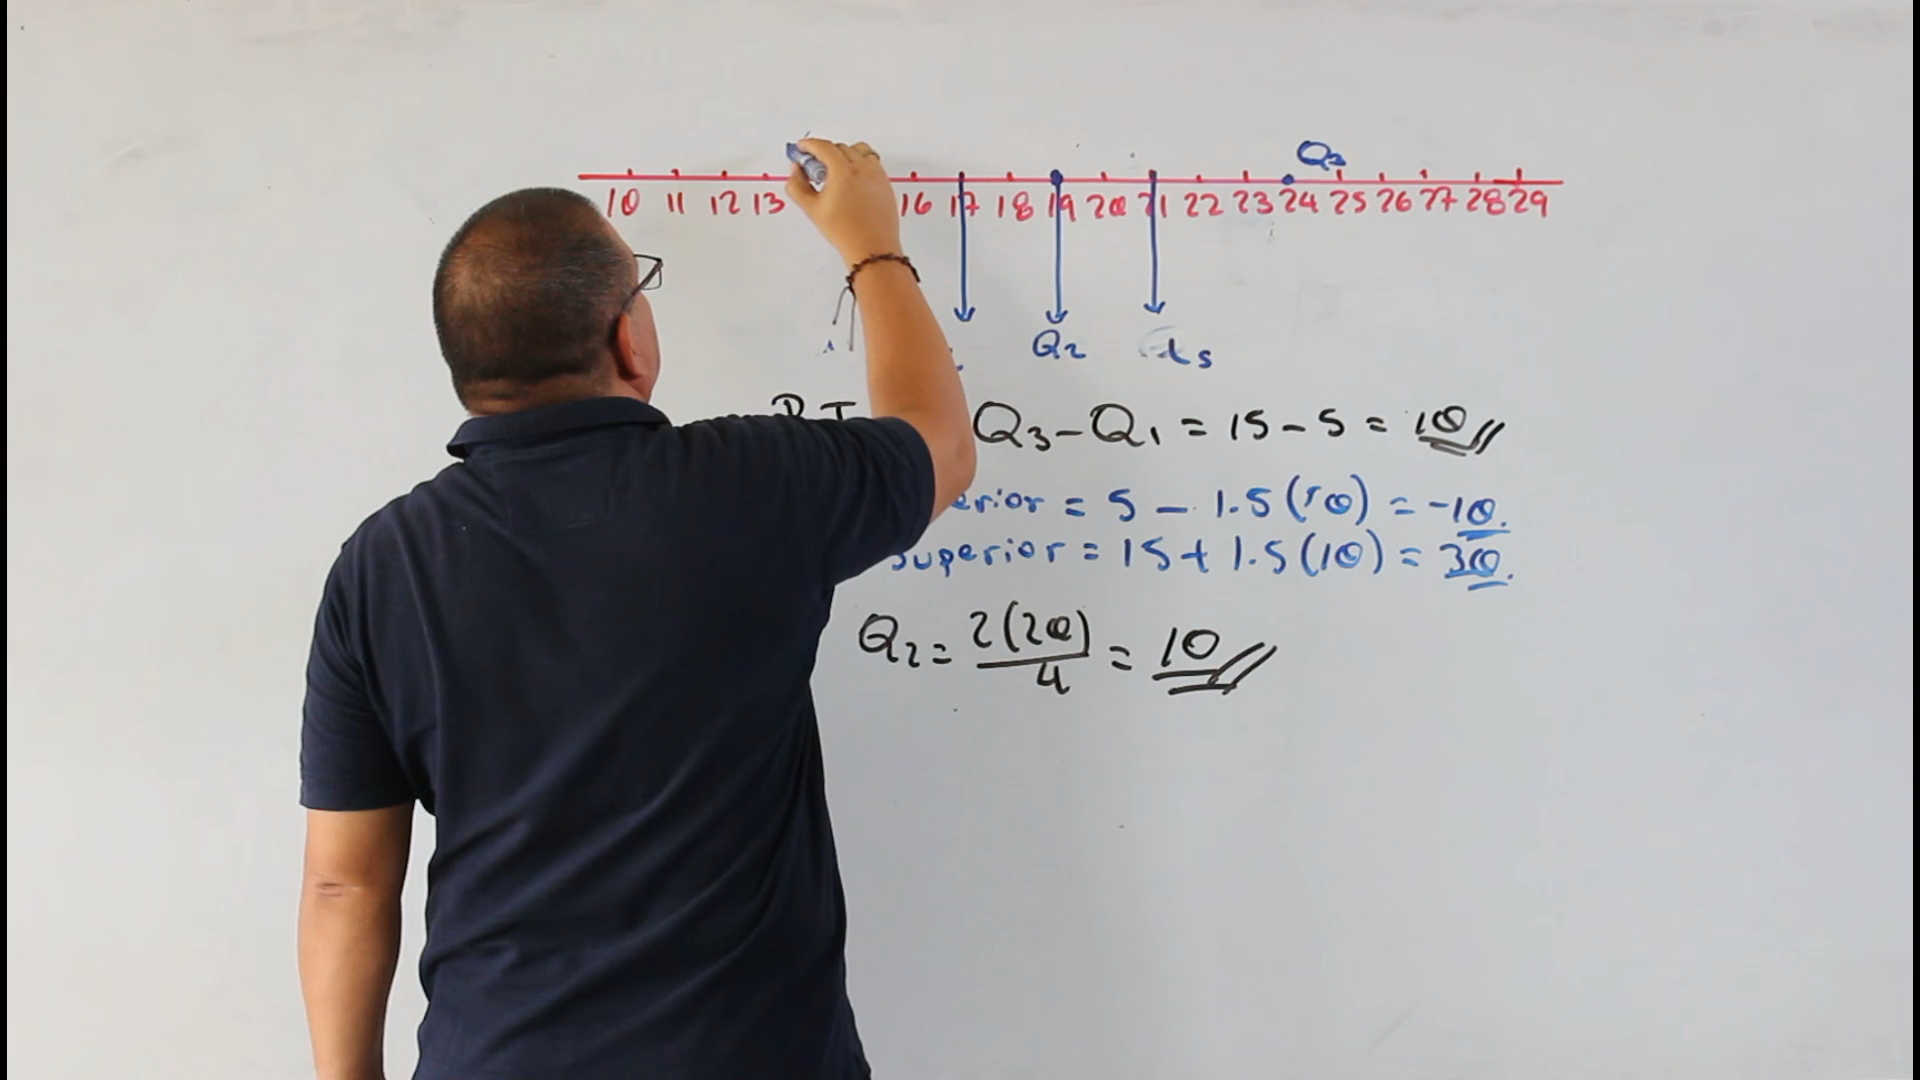 Q3
10 11 12 13 16 17 18 19 20 21 22 23 24 25 26 27 28 29
Q2 Ls
Q3 - Q1 = 15 - 5 = 10
erior = 5 - 1.5(10) = -10.
superior = 15 + 1.5(10) = 30.
Q2 = 2(20)/4 = 10